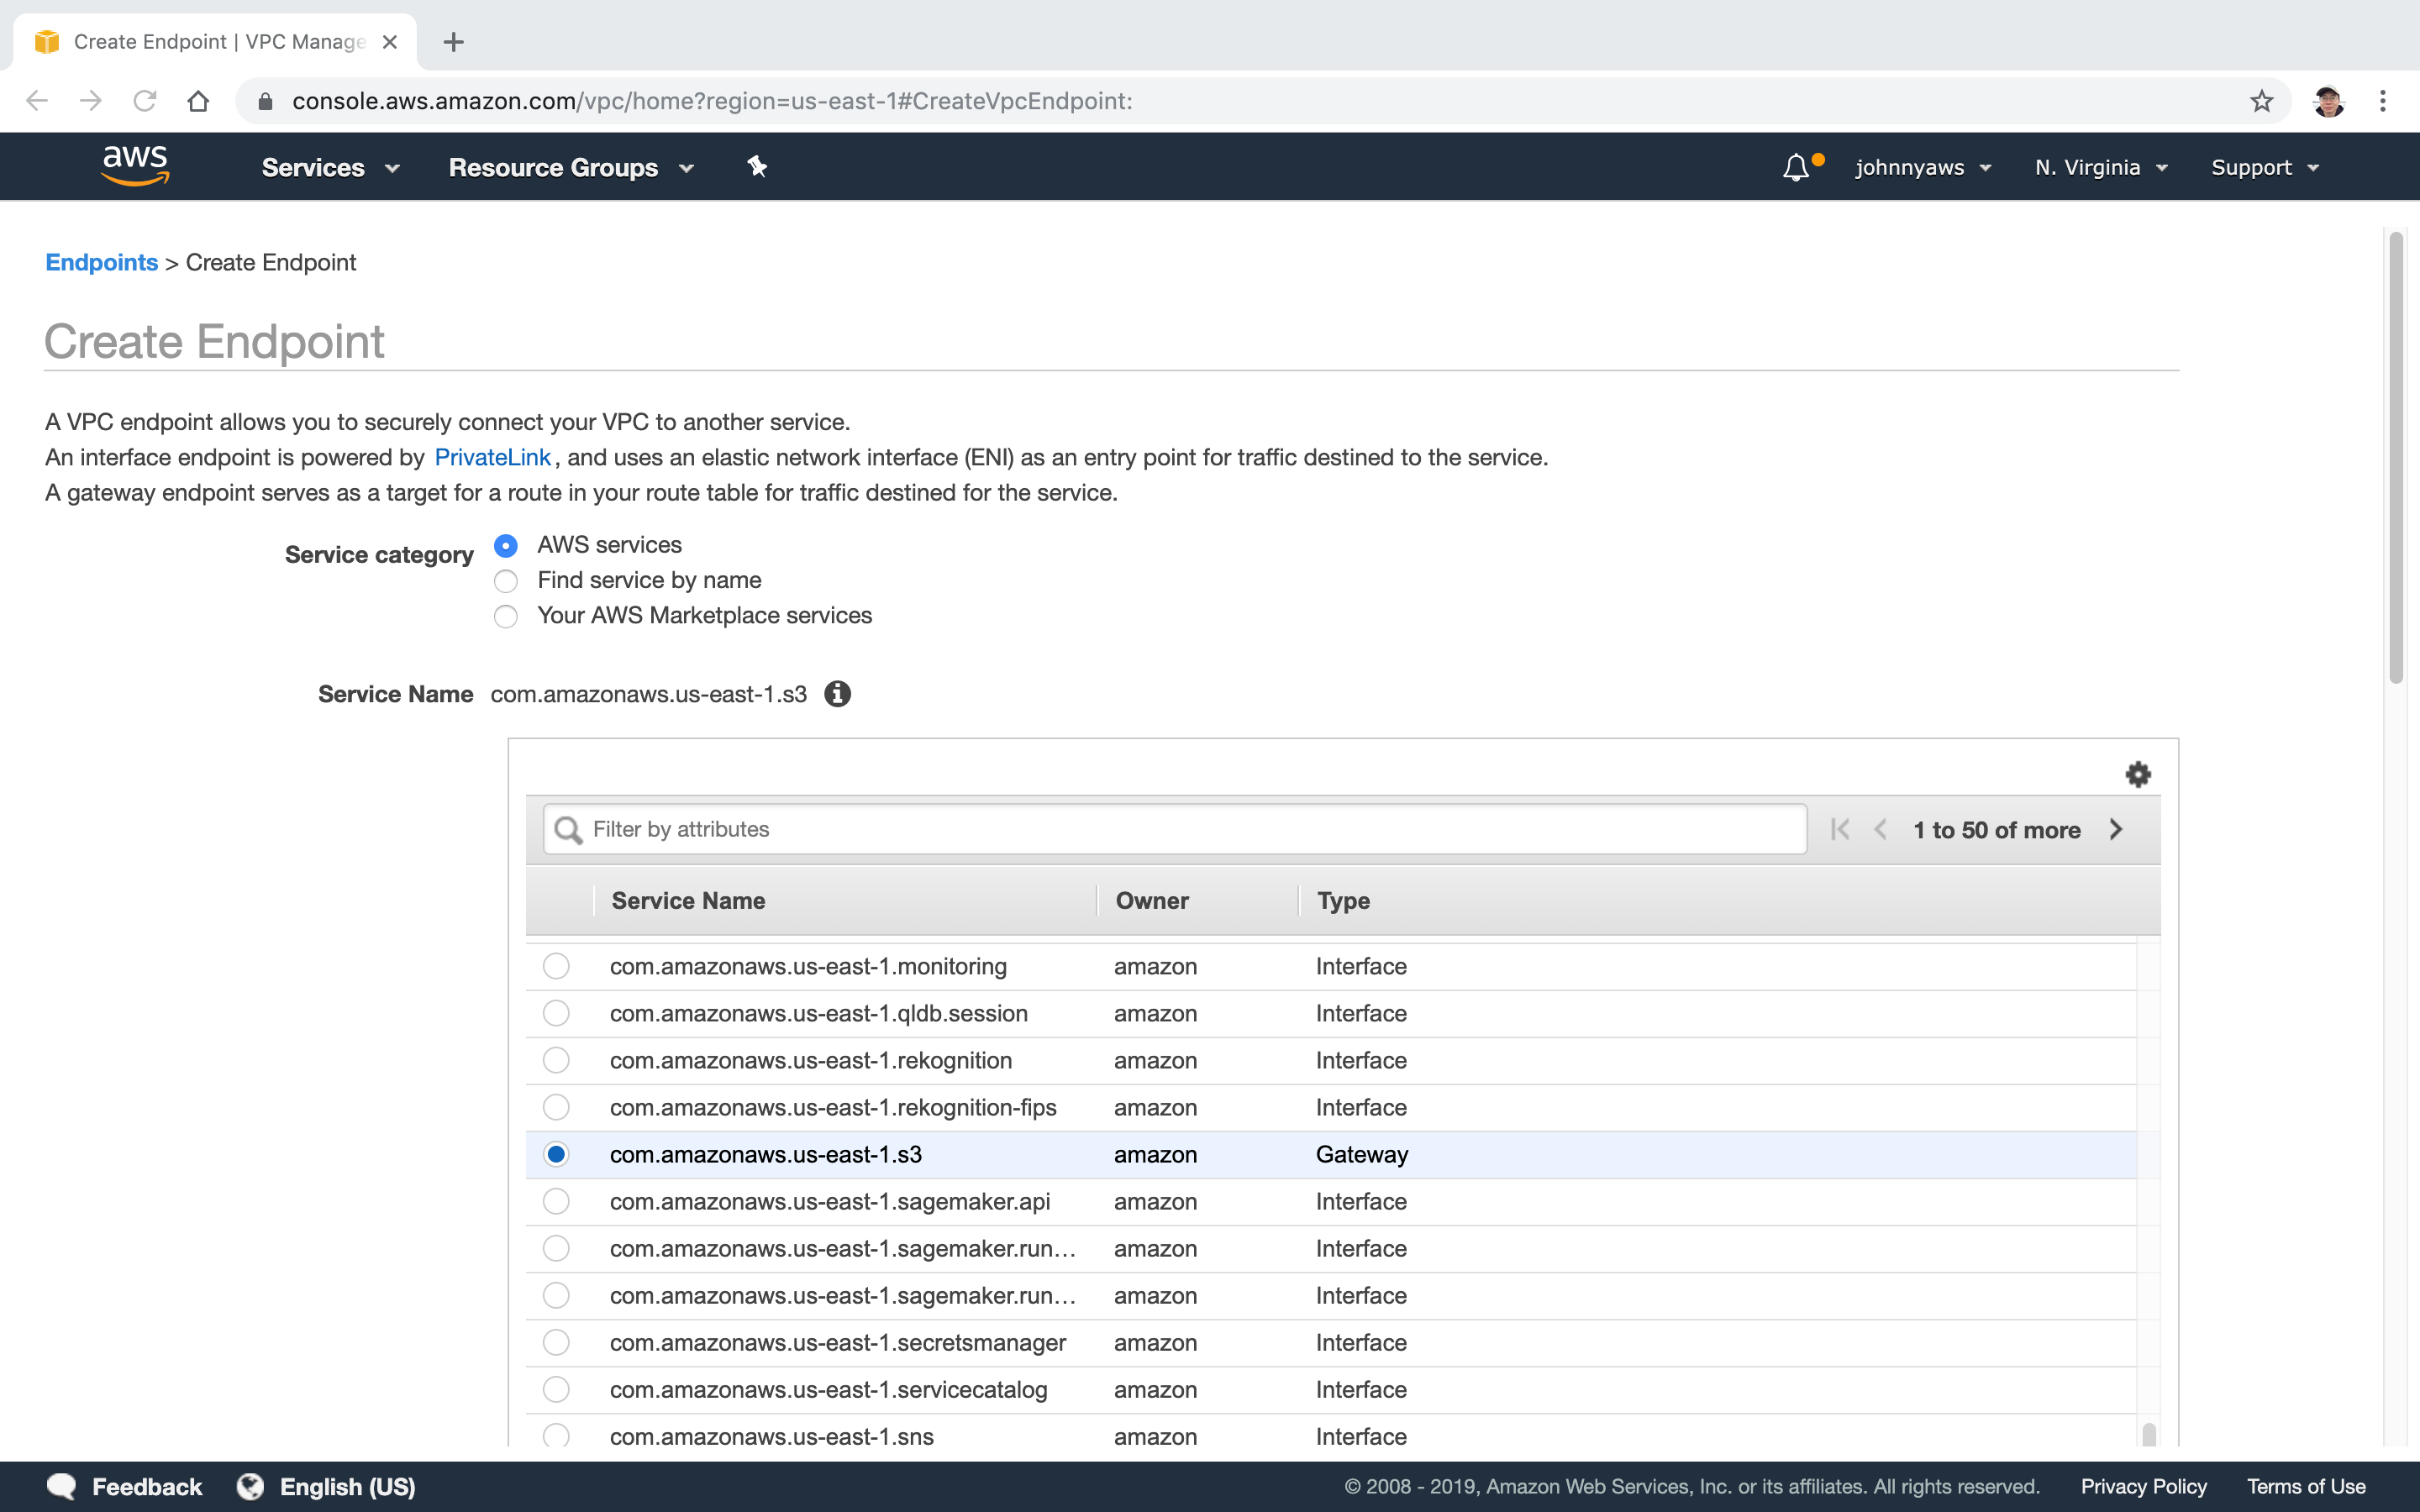 Create Endpoint | VPC Manage
console.aws.amazon.com/vpc/home?region=us-east-1#CreateVpcEndpoint:
aws Services Resource Groups johnnyaws N. Virginia Support
Endpoints > Create Endpoint
Create Endpoint
A VPC endpoint allows you to securely connect your VPC to another service.
An interface endpoint is powered by PrivateLink, and uses an elastic network interface (ENI) as an entry point for traffic destined to the service.
A gateway endpoint serves as a target for a route in your route table for traffic destined for the service.
Service category AWS services
Find service by name
Your AWS Marketplace services
Service Name com.amazonaws.us-east-1.s3
Filter by attributes 1 to 50 of more
Service Name Owner Type
com.amazonaws.us-east-1.monitoring amazon Interface
com.amazonaws.us-east-1.qldb.session amazon Interface
com.amazonaws.us-east-1.rekognition amazon Interface
com.amazonaws.us-east-1.rekognition-fips amazon Interface
com.amazonaws.us-east-1.s3 amazon Gateway
com.amazonaws.us-east-1.sagemaker.api amazon Interface
com.amazonaws.us-east-1.sagemaker.run... amazon Interface
com.amazonaws.us-east-1.sagemaker.run... amazon Interface
com.amazonaws.us-east-1.secretsmanager amazon Interface
com.amazonaws.us-east-1.servicecatalog amazon Interface
com.amazonaws.us-east-1.sns amazon Interface
Feedback English (US) © 2008 - 2019, Amazon Web Services, Inc. or its affiliates. All rights reserved. Privacy Policy Terms of Use